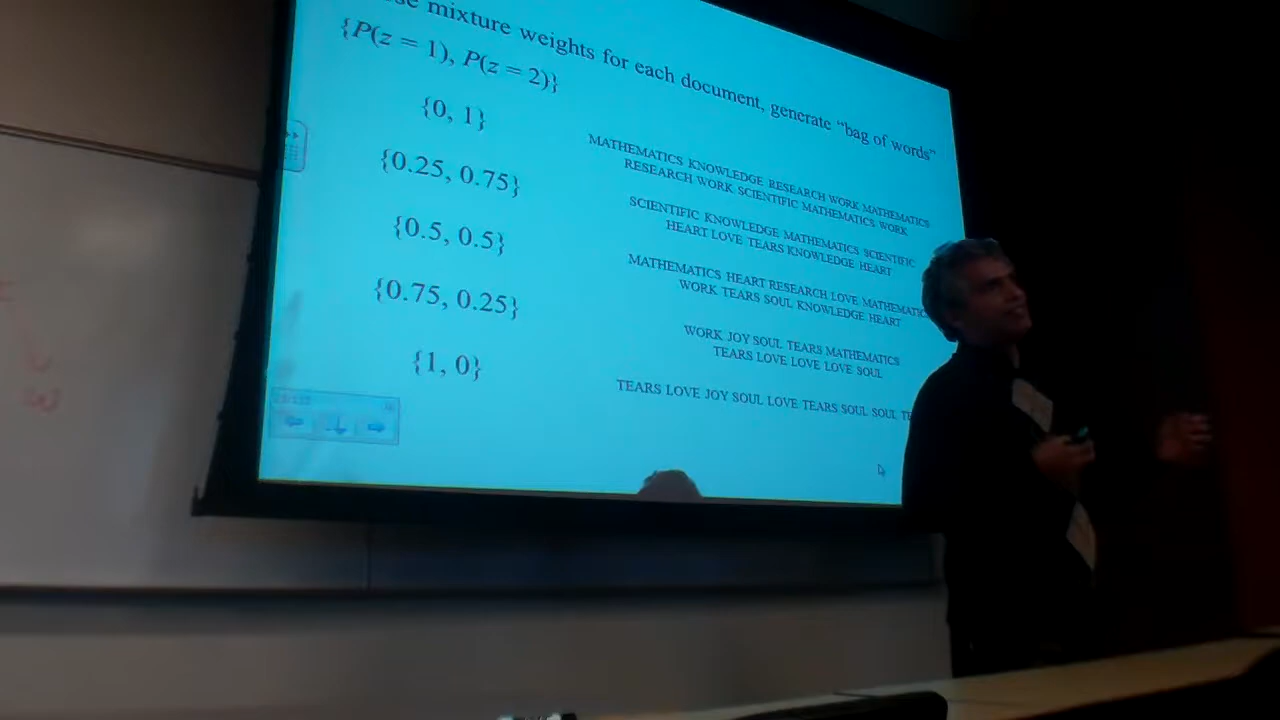 mixture weights for each document, generate “bag of words”
{P(z = 1), P(z = 2)}
{0, 1}
MATHEMATICS KNOWLEDGE RESEARCH WORK MATHEMATICS
RESEARCH WORK SCIENTIFIC MATHEMATICS WORK
{0.25, 0.75}
SCIENTIFIC KNOWLEDGE MATHEMATICS SCIENTIFIC
HEART LOVE TEARS KNOWLEDGE HEART
{0.5, 0.5}
MATHEMATICS HEART RESEARCH LOVE MATHEMATIC
WORK TEARS SOUL KNOWLEDGE HEART
{0.75, 0.25}
WORK JOY SOUL TEARS MATHEMATICS
TEARS LOVE LOVE LOVE SOUL
{1, 0}
TEARS LOVE JOY SOUL LOVE TEARS SOUL SOUL TE